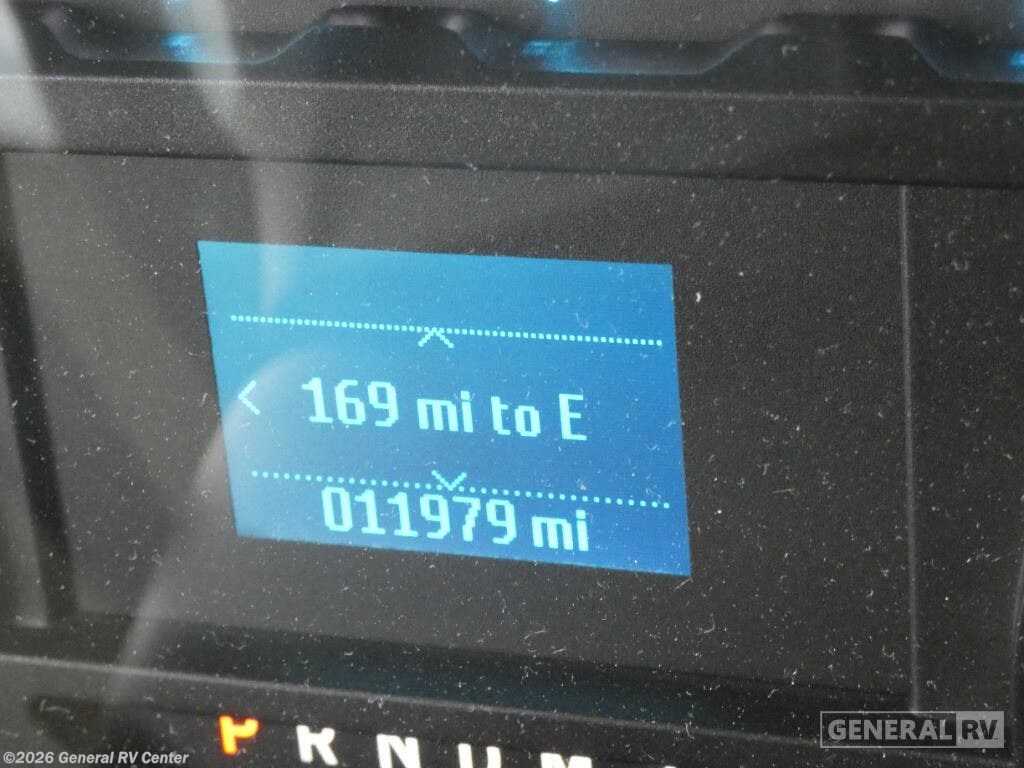 169 mi to E
011979 mi
P R N D M
GENERAL RV
©2026 General RV Center